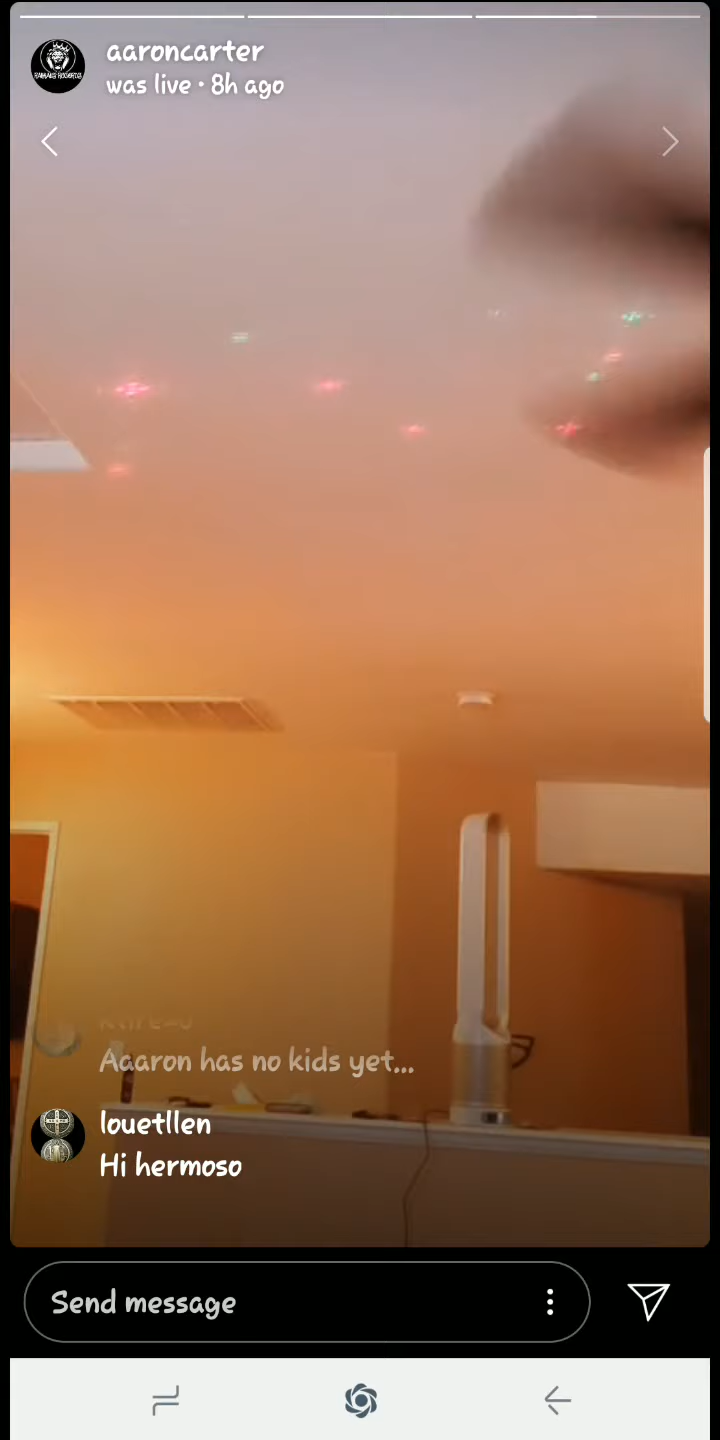 aaroncarter
was live • 8h ago
Aaaron has no kids yet...
louetllen
Hi hermoso
Send message